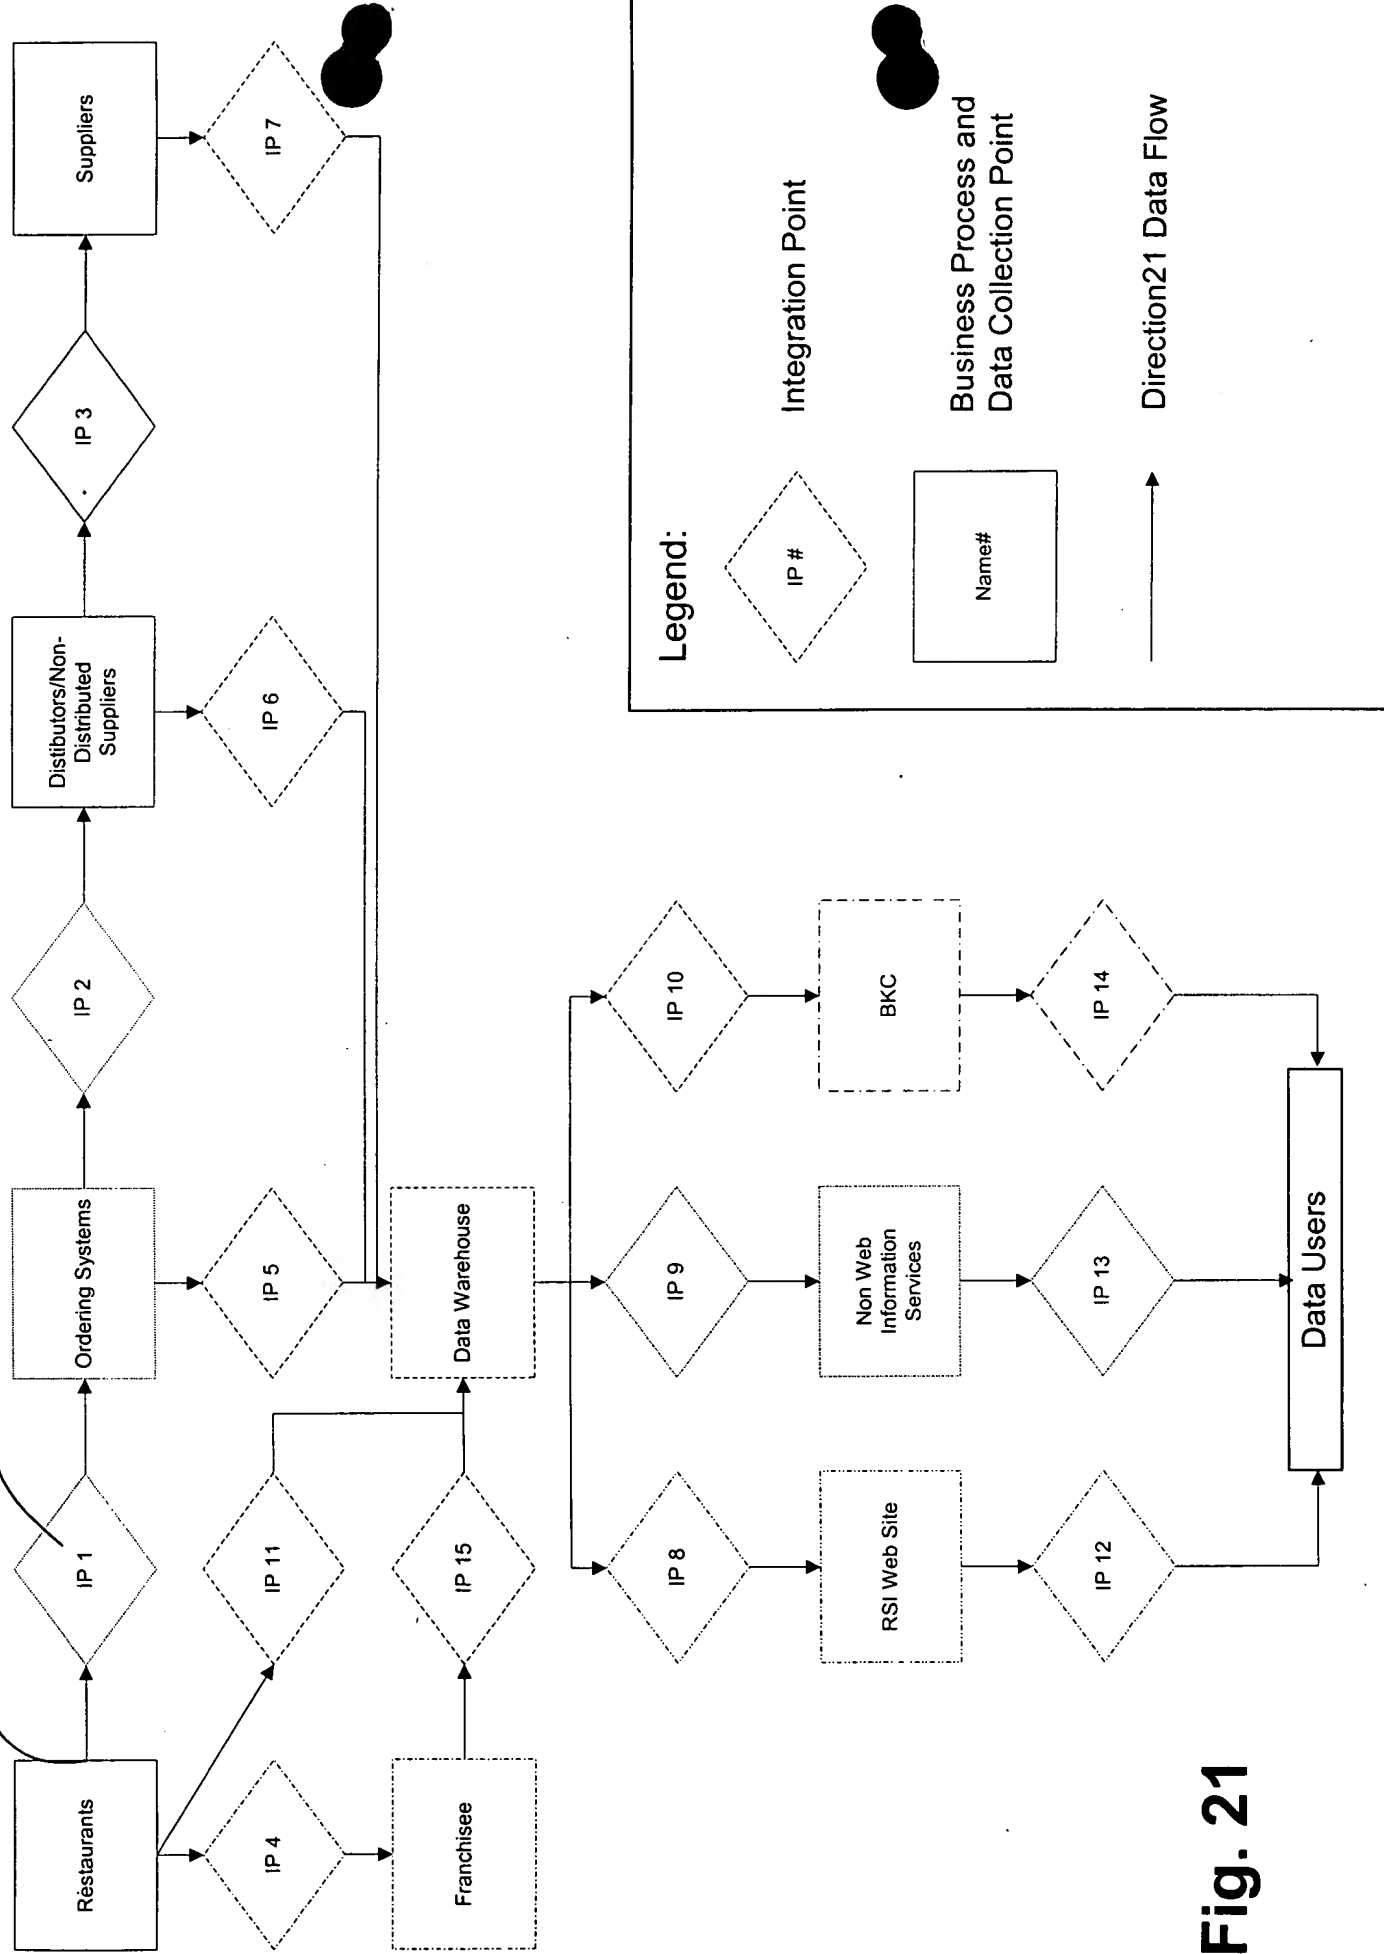 Restaurants
IP 1
Ordering Systems
IP 2
Distibutors/Non-
Distributed
Suppliers
IP 3
Suppliers
IP 4
IP 11
IP 5
IP 6
IP 7
Franchisee
IP 15
Data Warehouse
IP 8
IP 9
IP 10
RSI Web Site
Non Web
Information
Services
BKC
IP 12
IP 13
IP 14
Data Users
Legend:
IP #
Integration Point
Name#
Business Process and
Data Collection Point
Direction21 Data Flow
Fig. 21